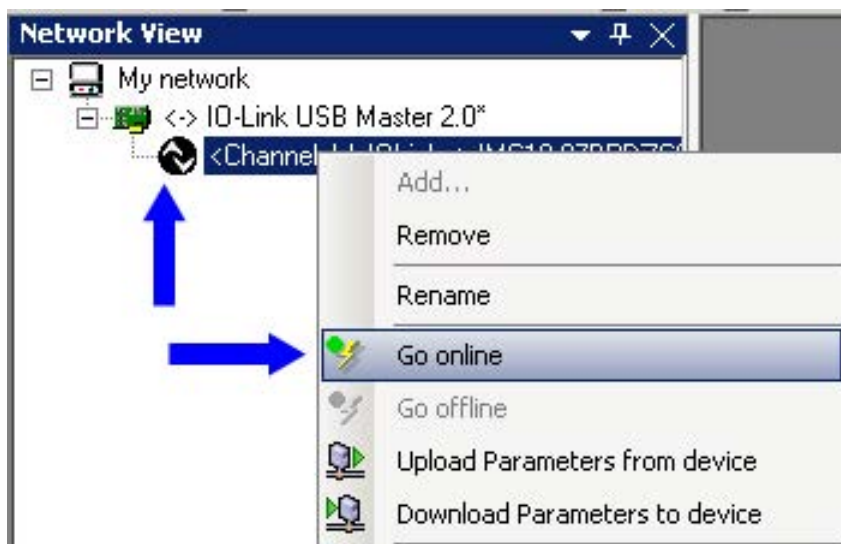 Network View
My network
<-> IO-Link USB Master 2.0*
<Channel
Add...
Remove
Rename
Go online
Go offline
Upload Parameters from device
Download Parameters to device